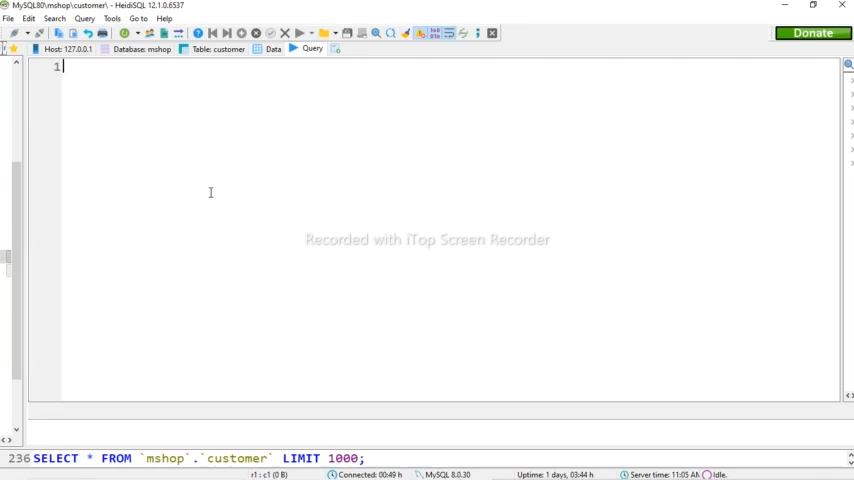 MySQL80\mshop\customer\ - HeidiSQL 12.1.0.6537
File Edit Search Query Tools Go to Help
Donate
Host: 127.0.0.1 Database: mshop Table: customer Data Query
1
Recorded with iTop Screen Recorder
236 SELECT * FROM `mshop`.`customer` LIMIT 1000;
r1 : c1 (0 B) Connected: 00:49 h MySQL 8.0.30 Uptime: 1 days, 03:44 h Server time: 11:05 AM Idle.